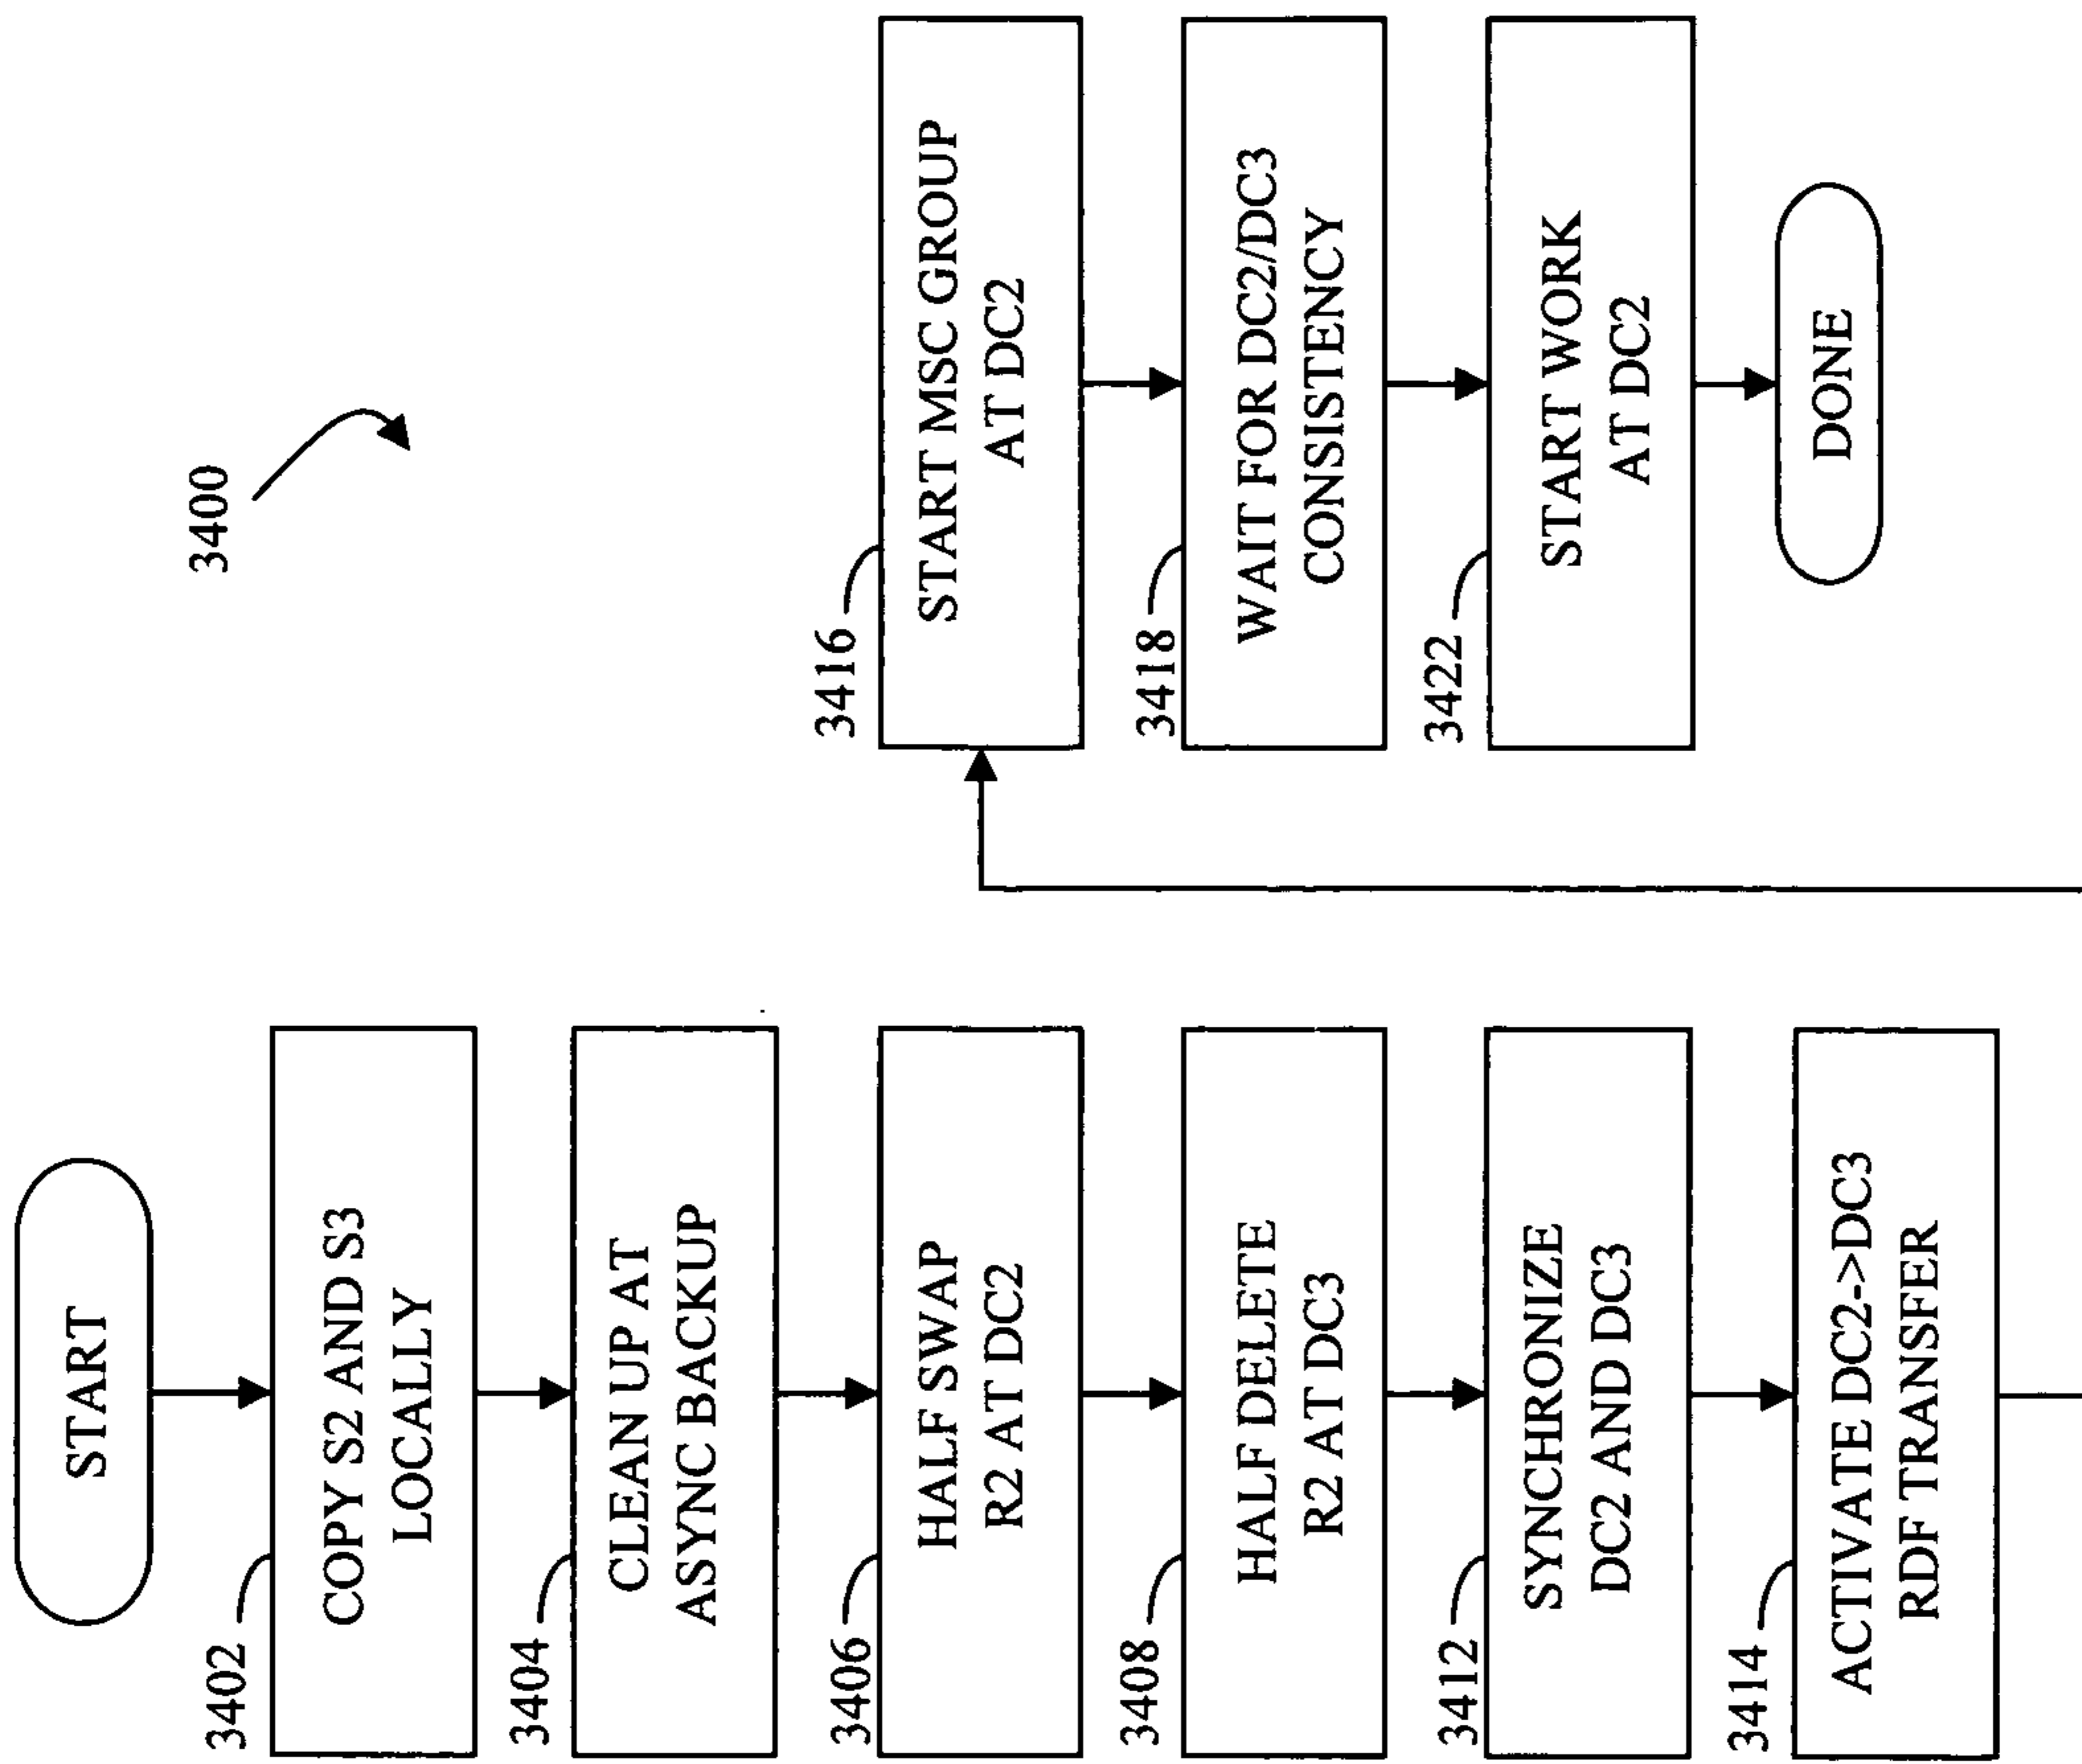 3400
START
3402
COPY S2 AND S3
LOCALLY
3404
CLEAN UP AT
ASYNC BACKUP
3406
HALF SWAP
R2 AT DC2
3408
HALF DELETE
R2 AT DC3
3412
SYNCHRONIZE
DC2 AND DC3
3414
ACTIVATE DC2->DC3
RDF TRANSFER
3416
START MSC GROUP
AT DC2
3418
WAIT FOR DC2/DC3
CONSISTENCY
3422
START WORK
AT DC2
DONE